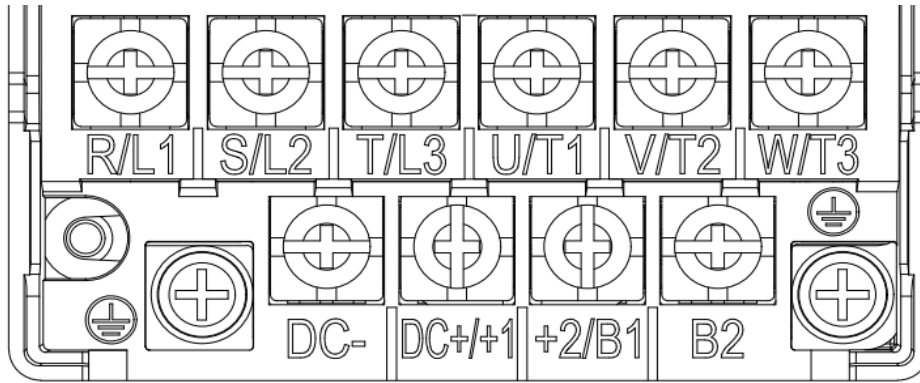 R/L1 S/L2 T/L3 U/T1 V/T2 W/T3
DC- DC+/+1 +2/B1 B2